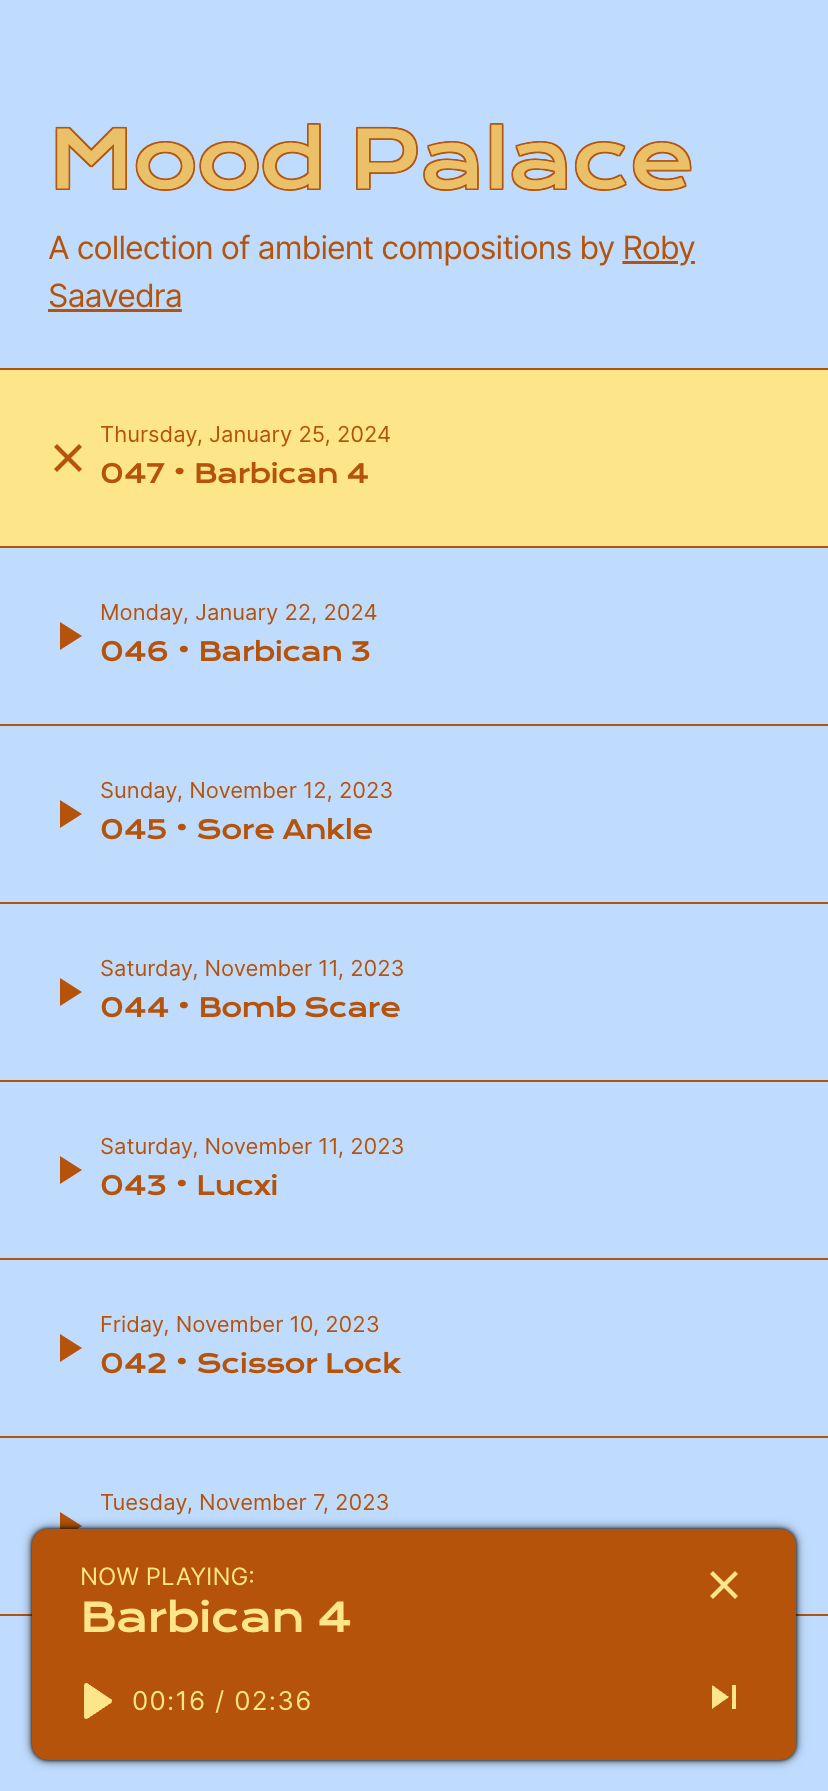 Mood Palace
A collection of ambient compositions by Roby
Saavedra
Thursday, January 25, 2024
047 • Barbican 4
Monday, January 22, 2024
046 • Barbican 3
Sunday, November 12, 2023
045 • Sore Ankle
Saturday, November 11, 2023
044 • Bomb Scare
Saturday, November 11, 2023
043 • Lucxi
Friday, November 10, 2023
042 • Scissor Lock
Tuesday, November 7, 2023
NOW PLAYING:
Barbican 4
00:16 / 02:36